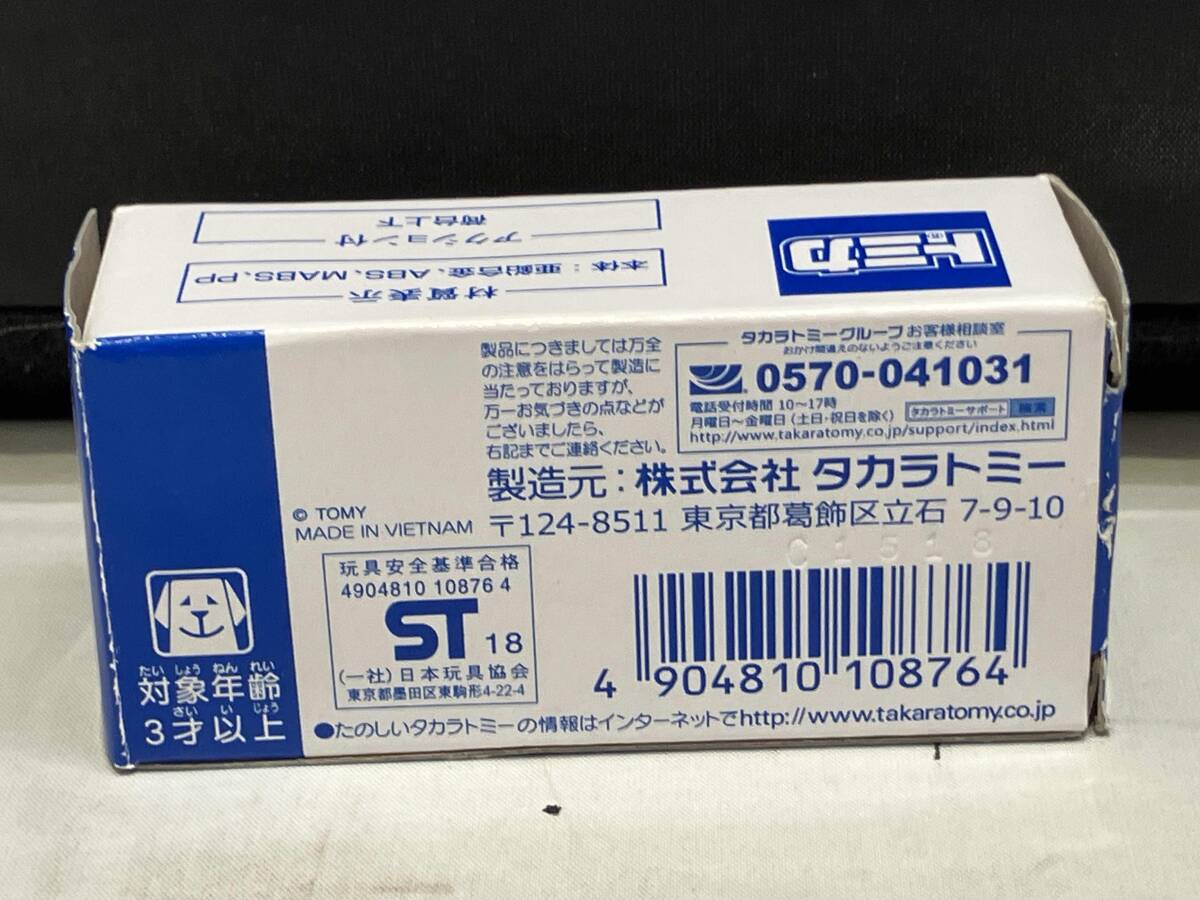 荷台上下
アクション付
本体：亜鉛合金、ABS、MABS、PP
材質表示
トミカ
製品につきましては万全
の注意をはらって製造に
当たっておりますが、
万一お気づきの点などが
ございましたら、
右記までご連絡ください。
タカラトミーグループ お客様相談室
おかけ間違えのないようご注意ください
0570-041031
電話受付時間 10〜17時
月曜日〜金曜日 (土日・祝日を除く)
タカラトミーサポート 検索
http://www.takaratomy.co.jp/support/index.html
製造元：株式会社 タカラトミー
〒124-8511 東京都葛飾区立石 7-9-10
© TOMY
MADE IN VIETNAM
C1518
玩具安全基準合格
4904810 10876 4
ST 18
(一社)日本玩具協会
東京都墨田区東駒形4-22-4
4 904810 108764
たい しょう ねん れい
対象年齢
さい い じょう
3才以上
●たのしいタカラトミーの情報はインターネットでhttp://www.takaratomy.co.jp